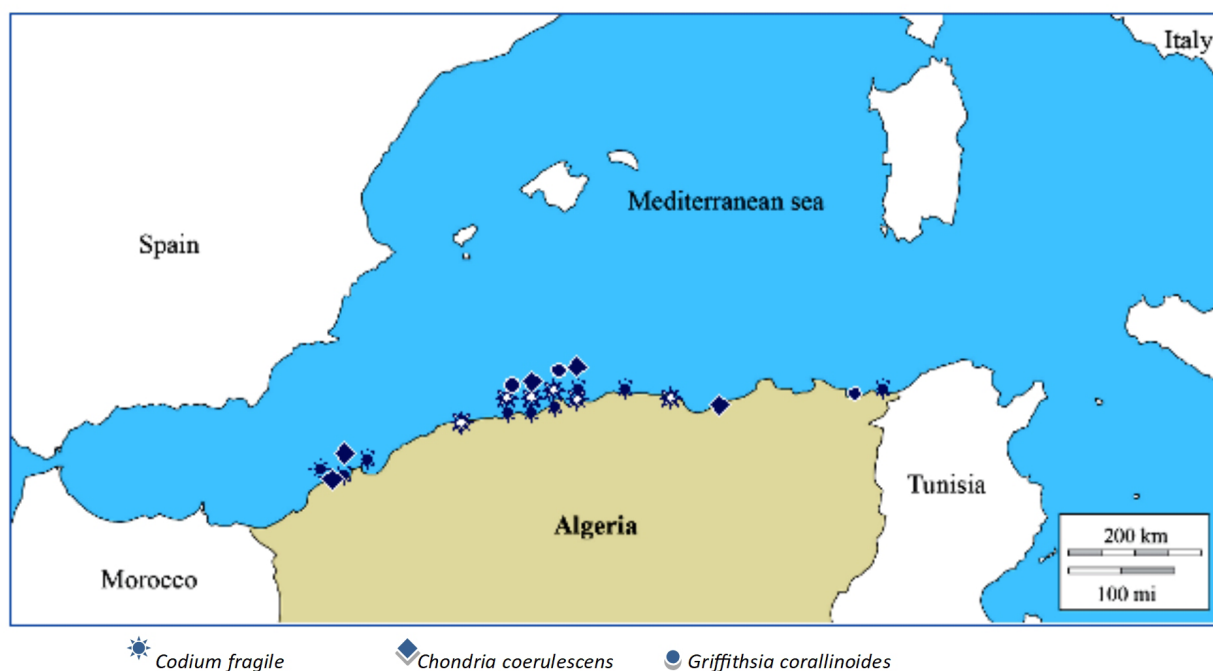 Italy
Mediterranean sea
Spain
Tunisia
Algeria
200 km
Morocco
100 mi
Codium fragile
Chondria coerulescens
Griffithsia corallinoides